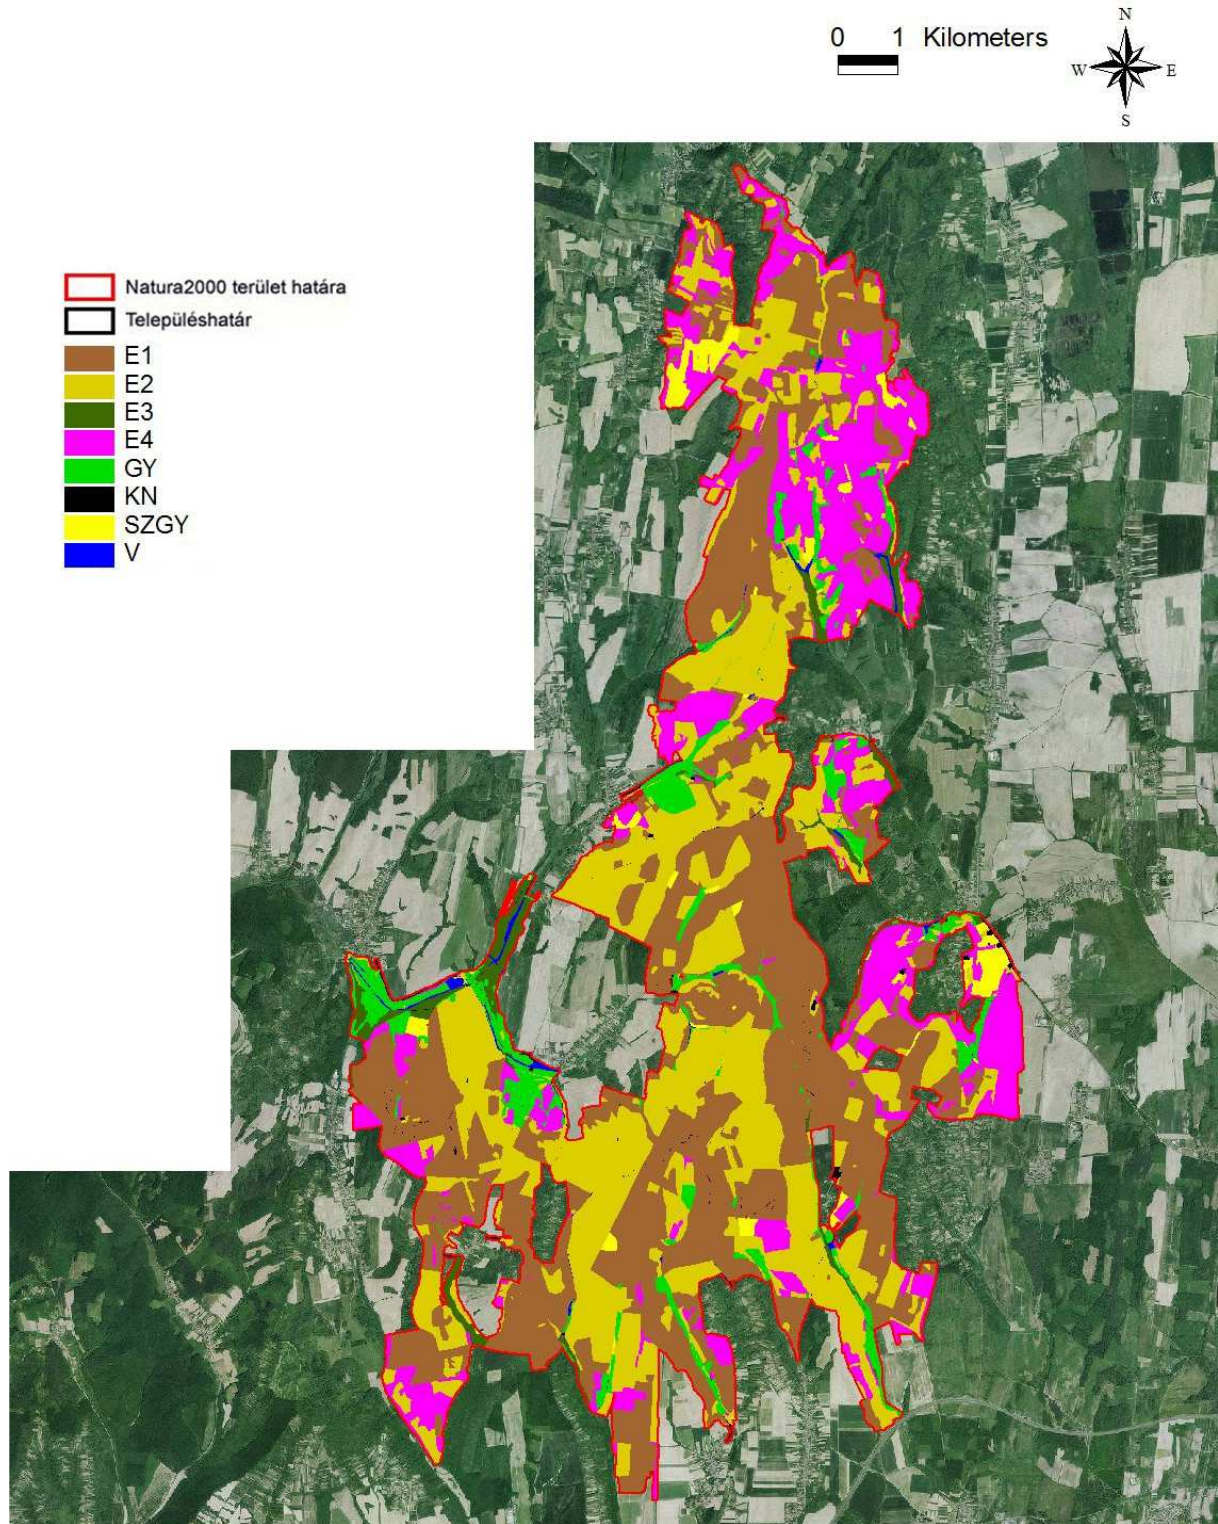 0 1 Kilometers
N
W E
S
Natura2000 terület határa
Településhatár
E1
E2
E3
E4
GY
KN
SZGY
V